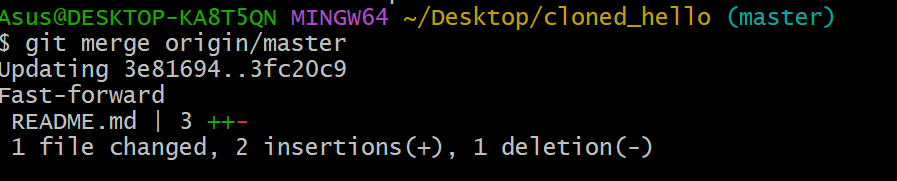 Asus@DESKTOP-KA8T5QN MINGW64 ~/Desktop/cloned_hello (master)
$ git merge origin/master
Updating 3e81694..3fc20c9
Fast-forward
 README.md | 3 ++-
 1 file changed, 2 insertions(+), 1 deletion(-)